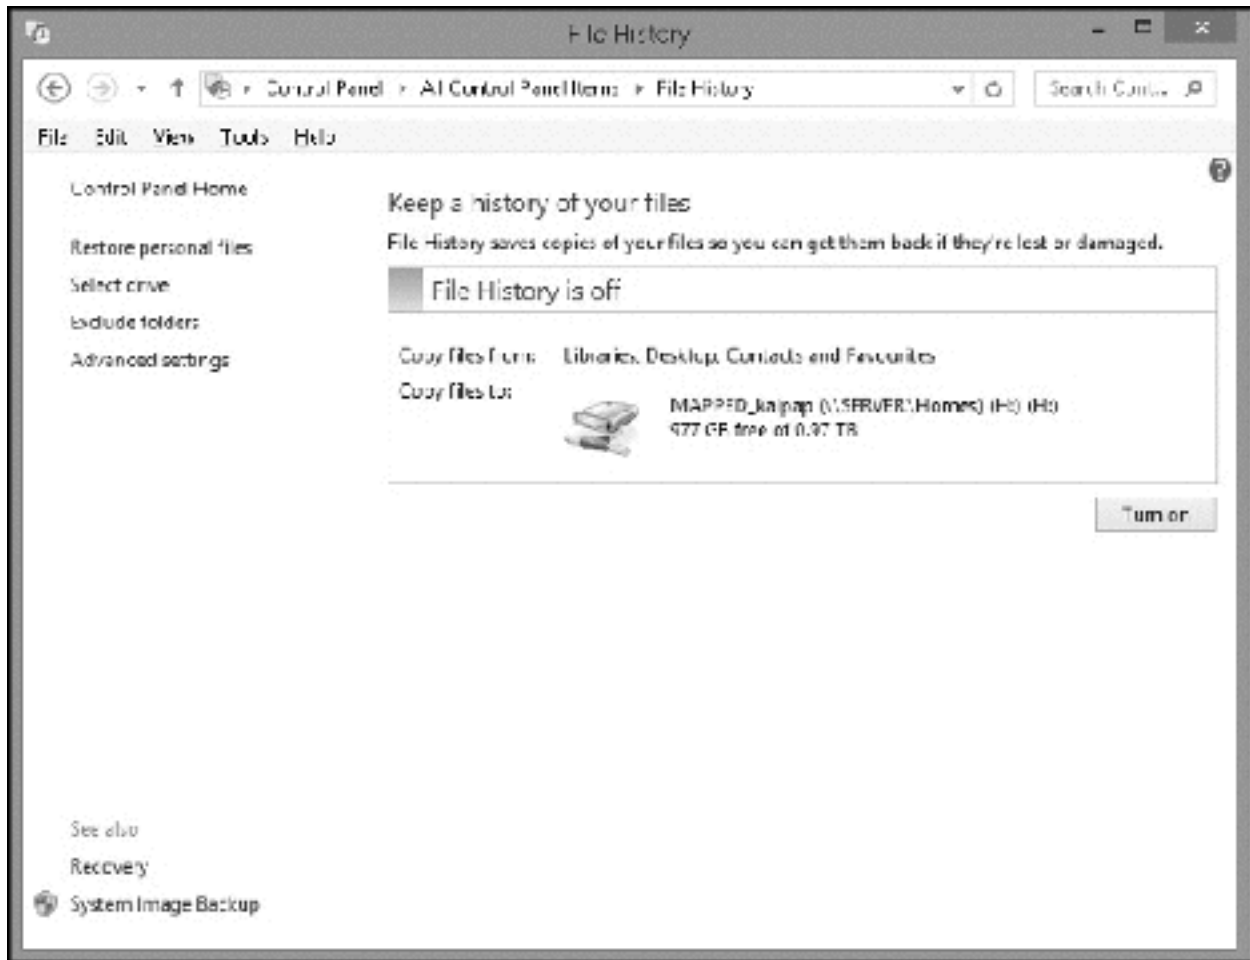 File History
Control Panel ▸ All Control Panel Items ▸ File History
Search Contr...
File Edit View Tools Help
Control Panel Home
Restore personal files
Select drive
Exclude folders
Advanced settings
Keep a history of your files
File History saves copies of your files so you can get them back if they're lost or damaged.
File History is off
Copy files from: Libraries, Desktop, Contacts and Favourites
Copy files to:
(\\SERVER\Homes) (H:) (H:)
977 GB free of 0.97 TB
Turn on
See also
Recovery
System Image Backup